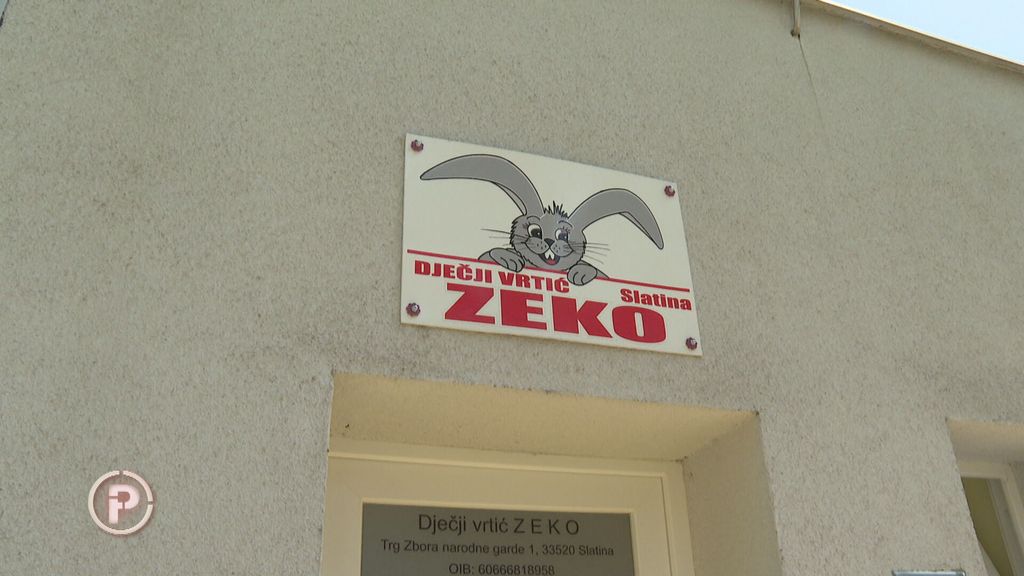 DJEČJI VRTIĆ
Slatina
ZEKO
Dječji vrtić Z E K O
Trg Zbora narodne garde 1, 33520 Slatina
OIB: 60666818958
P